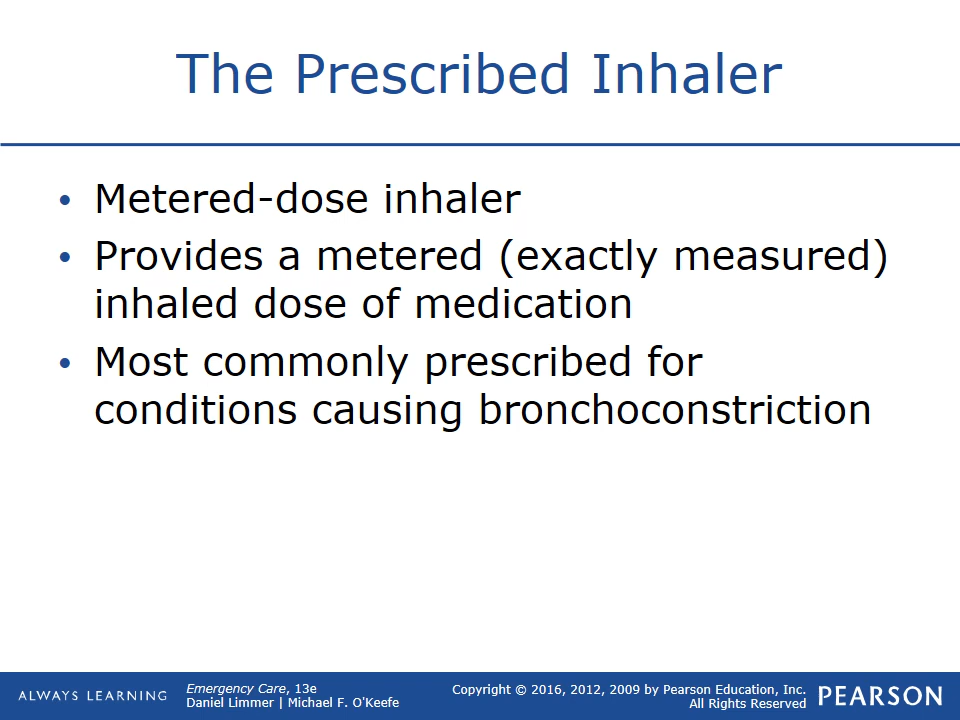 The Prescribed Inhaler
• Metered-dose inhaler
• Provides a metered (exactly measured)
inhaled dose of medication
• Most commonly prescribed for
conditions causing bronchoconstriction
ALWAYS LEARNING
Emergency Care, 13e
Daniel Limmer | Michael F. O'Keefe
Copyright © 2016, 2012, 2009 by Pearson Education, Inc.
All Rights Reserved
PEARSON